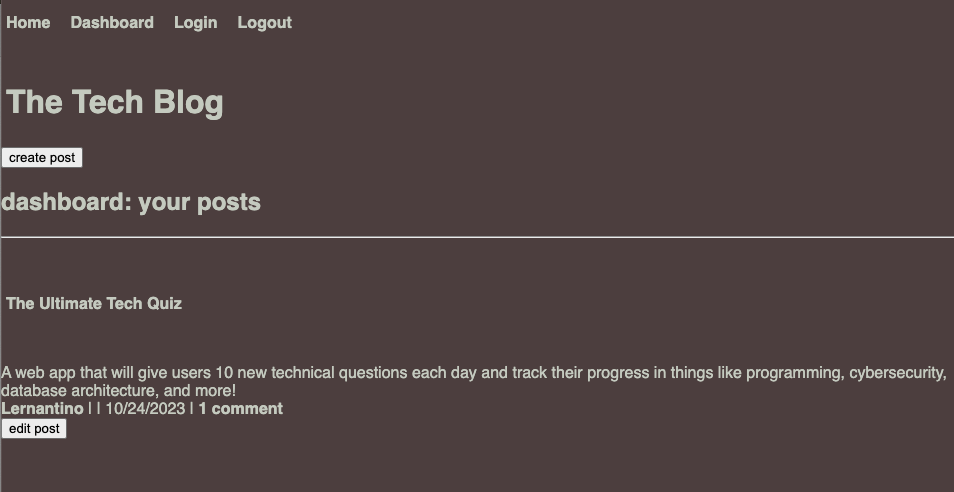 Home Dashboard Login Logout
The Tech Blog
create post
dashboard: your posts
The Ultimate Tech Quiz
A web app that will give users 10 new technical questions each day and track their progress in things like programming, cybersecurity,
database architecture, and more!
Lernantino | | 10/24/2023 | 1 comment
edit post